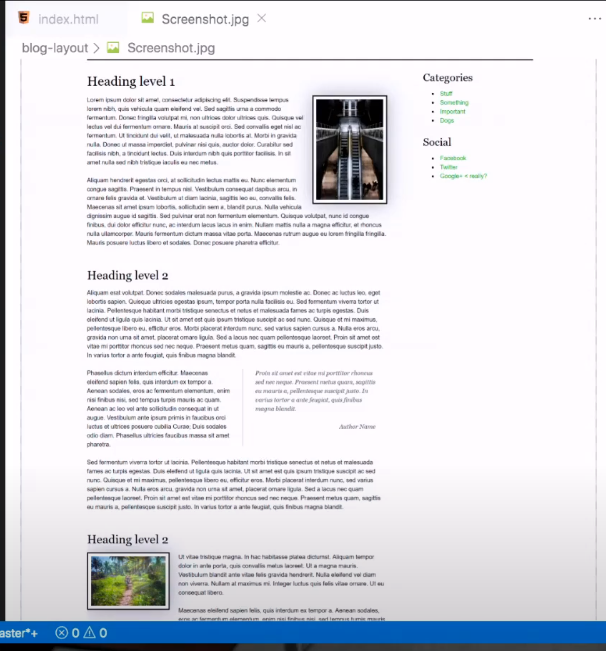 index.html
Screenshot.jpg
blog-layout > Screenshot.jpg
Heading level 1
Lorem ipsum dolor sit amet, consectetur adipiscing elit. Suspendisse tempus
lorem nibh, quis vehicula quam eleifend vel. Sed sagittis urna a commodo
fermentum. Donec fringilla volutpat mi, non ultrices dolor ultricies quis. Quisque vel
lectus vel dui fermentum ornare. Mauris at suscipit orci. Sed convallis eget nisl ac
fermentum. Ut tincidunt dui velit, ut malesuada nulla lobortis at. Morbi in gravida
nulla. Donec ut massa imperdiet, pulvinar nisi quis, auctor dolor. Curabitur sed
facilisis nibh, a tincidunt lectus. Duis interdum nibh quis porttitor facilisis. In sit
amet nulla sed nibh tristique iaculis eu nec metus.
Aliquam hendrerit egestas orci, at sollicitudin lectus mattis eu. Nunc elementum
congue sagittis. Praesent in tempus nisl. Vestibulum consequat dapibus arcu, in
ornare felis gravida at. Vestibulum ut diam lacinia, sagittis leo eu, convallis felis.
Maecenas sit amet ipsum lobortis, sollicitudin sem a, blandit purus. Nulla vehicula
dignissim augue id sagittis. Sed pulvinar erat non fermentum elementum. Quisque volutpat, nunc id congue
finibus, dui dolor efficitur nunc, ac interdum lacus lacus in enim. Nullam mattis nulla a magna efficitur, et rhoncus
nulla ullamcorper. Mauris fermentum dictum massa vitae porta. Maecenas rutrum augue eu lorem fringilla fringilla.
Mauris posuere luctus libero et sodales. Donec posuere pharetra efficitur.
Categories
Stuff
Something
Important
Dogs
Social
Facebook
Twitter
Google+ < really?
Heading level 2
Aliquam erat volutpat. Donec sodales malesuada purus, a gravida ipsum molestie ac. Donec ac luctus leo, eget
lobortis sapien. Quisque ultrices egestas ipsum, tempor porta nulla facilisis eu. Sed fermentum viverra tortor ut
lacinia. Pellentesque habitant morbi tristique senectus et netus et malesuada fames ac turpis egestas. Duis
eleifend ut ligula quis lacinia. Ut sit amet est quis ipsum tristique suscipit ac sed nunc. Quisque et mi maximus,
pellentesque libero eu, efficitur eros. Morbi placerat interdum nunc, sed varius sapien cursus a. Nulla eros arcu,
gravida non urna sit amet, placerat ornare ligula. Sed a lacus nec quam pellentesque laoreet. Proin sit amet est
vitae mi porttitor rhoncus sed nec neque. Praesent metus quam, sagittis eu mauris a, pellentesque suscipit justo.
In varius tortor a ante feugiat, quis finibus magna blandit.
Phasellus dictum interdum efficitur. Maecenas
eleifend sapien felis, quis interdum ex tempor a.
Aenean sodales, eros ac fermentum elementum, enim
nisi finibus nisi, sed tempus turpis mauris ac quam.
Aenean ac leo vel ante sollicitudin consequat in ut
augue. Vestibulum ante ipsum primis in faucibus orci
luctus et ultrices posuere cubilia Curae; Duis sodales
odio diam. Phasellus ultricies faucibus massa sit amet
pharetra.
Proin sit amet est vitae mi porttitor rhoncus
sed nec neque. Praesent metus quam, sagittis
eu mauris a, pellentesque suscipit justo. In
varius tortor a ante feugiat, quis finibus
magna blandit.
Author Name
Sed fermentum viverra tortor ut lacinia. Pellentesque habitant morbi tristique senectus et netus et malesuada
fames ac turpis egestas. Duis eleifend ut ligula quis lacinia. Ut sit amet est quis ipsum tristique suscipit ac sed
nunc. Quisque et mi maximus, pellentesque libero eu, efficitur eros. Morbi placerat interdum nunc, sed varius
sapien cursus a. Nulla eros arcu, gravida non urna sit amet, placerat ornare ligula. Sed a lacus nec quam
pellentesque laoreet. Proin sit amet est vitae mi porttitor rhoncus sed nec neque. Praesent metus quam, sagittis
eu mauris a, pellentesque suscipit justo. In varius tortor a ante feugiat, quis finibus magna blandit.
Heading level 2
Ut vitae tristique magna. In hac habitasse platea dictumst. Aliquam tempor
dolor in ante porta, quis convallis metus laoreet. Ut a magna mauris.
Vestibulum blandit ante vitae felis gravida hendrerit. Nulla eleifend vel diam
non viverra. Nullam at maximus mi. Integer luctus quis felis vitae ornare. Ut eu
consequat libero.
Maecenas eleifend sapien felis, quis interdum ex tempor a. Aenean sodales,
eros ac fermentum elementum, enim nisi finibus nisi, sed tempus turpis mauris
aster*+
0
0